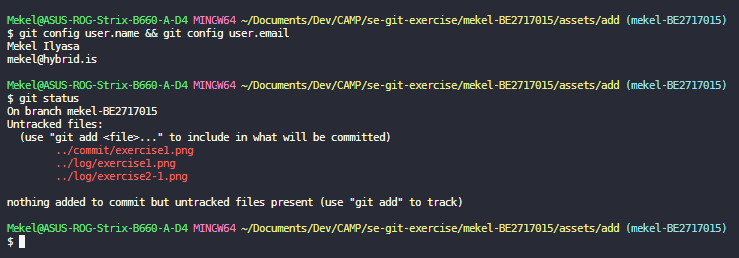 Mekel@ASUS-ROG-Strix-B660-A-D4 MINGW64 ~/Documents/Dev/CAMP/se-git-exercise/mekel-BE2717015/assets/add (mekel-BE2717015)
$ git config user.name && git config user.email
Mekel Ilyasa
mekel@hybrid.is
Mekel@ASUS-ROG-Strix-B660-A-D4 MINGW64 ~/Documents/Dev/CAMP/se-git-exercise/mekel-BE2717015/assets/add (mekel-BE2717015)
$ git status
On branch mekel-BE2717015
Untracked files:
  (use "git add <file>..." to include in what will be committed)
        ../commit/exercise1.png
        ../log/exercise1.png
        ../log/exercise2-1.png
nothing added to commit but untracked files present (use "git add" to track)
Mekel@ASUS-ROG-Strix-B660-A-D4 MINGW64 ~/Documents/Dev/CAMP/se-git-exercise/mekel-BE2717015/assets/add (mekel-BE2717015)
$